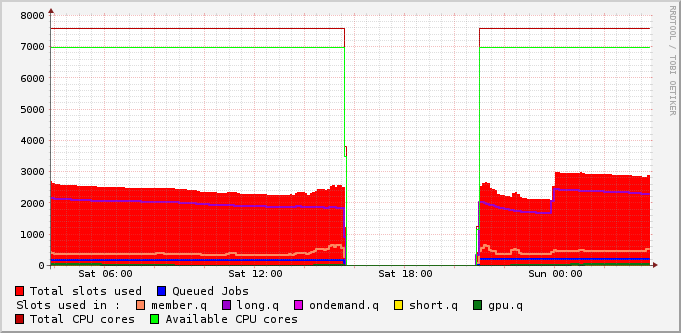 RRDTOOL / TOBI OETIKER
8000
7000
6000
5000
4000
3000
2000
1000
0
Sat 06:00 Sat 12:00 Sat 18:00 Sun 00:00
Total slots used Queued Jobs
Slots used in : member.q long.q ondemand.q short.q gpu.q
Total CPU cores Available CPU cores